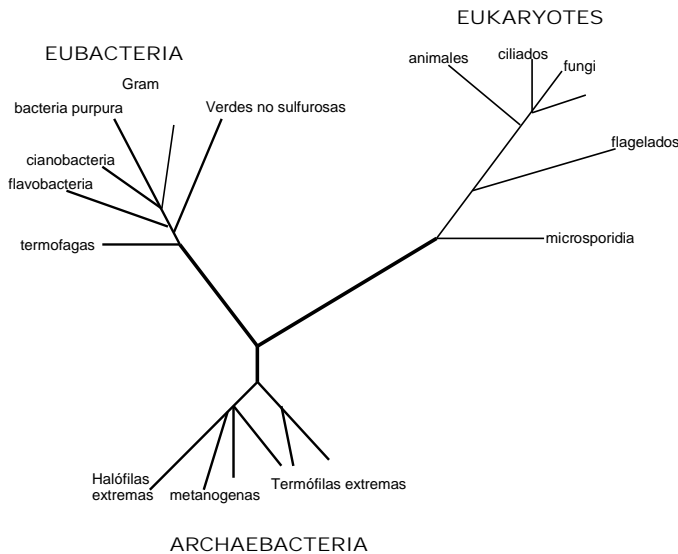 EUKARYOTES
EUBACTERIA
animales
ciliados
fungi
Gram
bacteria purpura
Verdes no sulfurosas
flagelados
cianobacteria
flavobacteria
termofagas
microsporidia
Halófilas
extremas
metanogenas
Termófilas extremas
ARCHAEBACTERIA